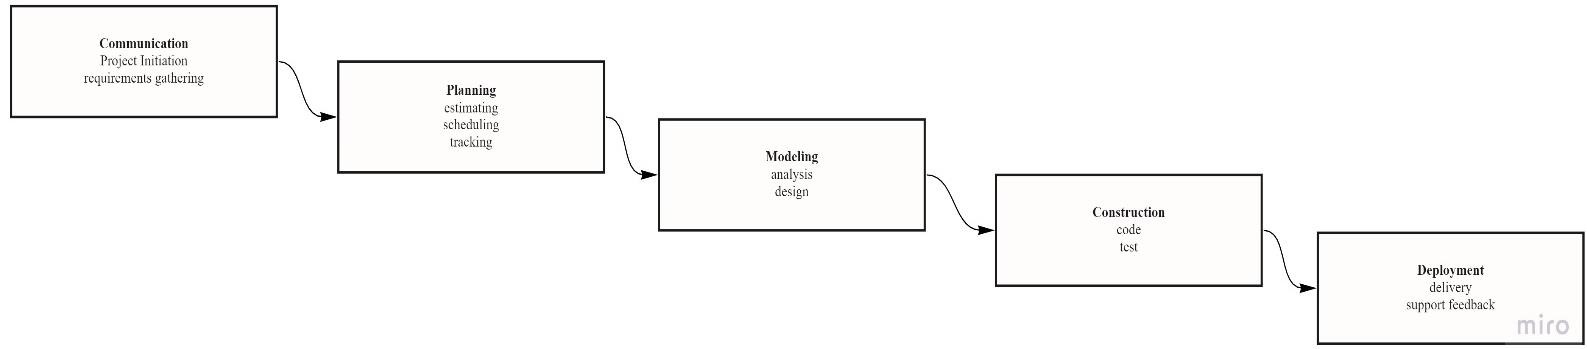 Communication
Project Initiation
requirements gathering
Planning
estimating
scheduling
tracking
Modeling
analysis
design
Construction
code
test
Deployment
delivery
support feedback
miro